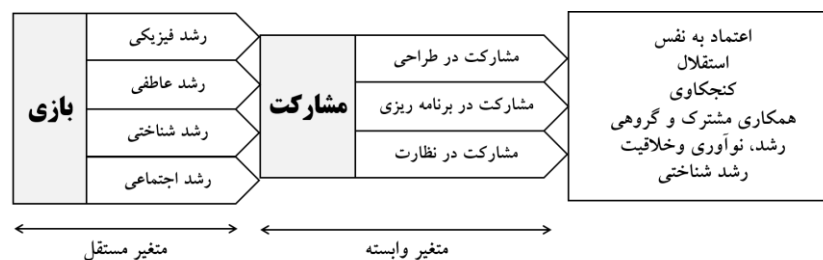 بازی
رشد فیزیکی
رشد عاطفی
رشد شناختی
رشد اجتماعی
مشارکت
مشارکت در طراحی
مشارکت در برنامه ریزی
مشارکت در نظارت
اعتماد به نفس
استقلال
کنجکاوی
همکاری مشترک و گروهی
رشد، نوآوری وخلاقیت
رشد شناختی
متغیر مستقل
متغیر وابسته